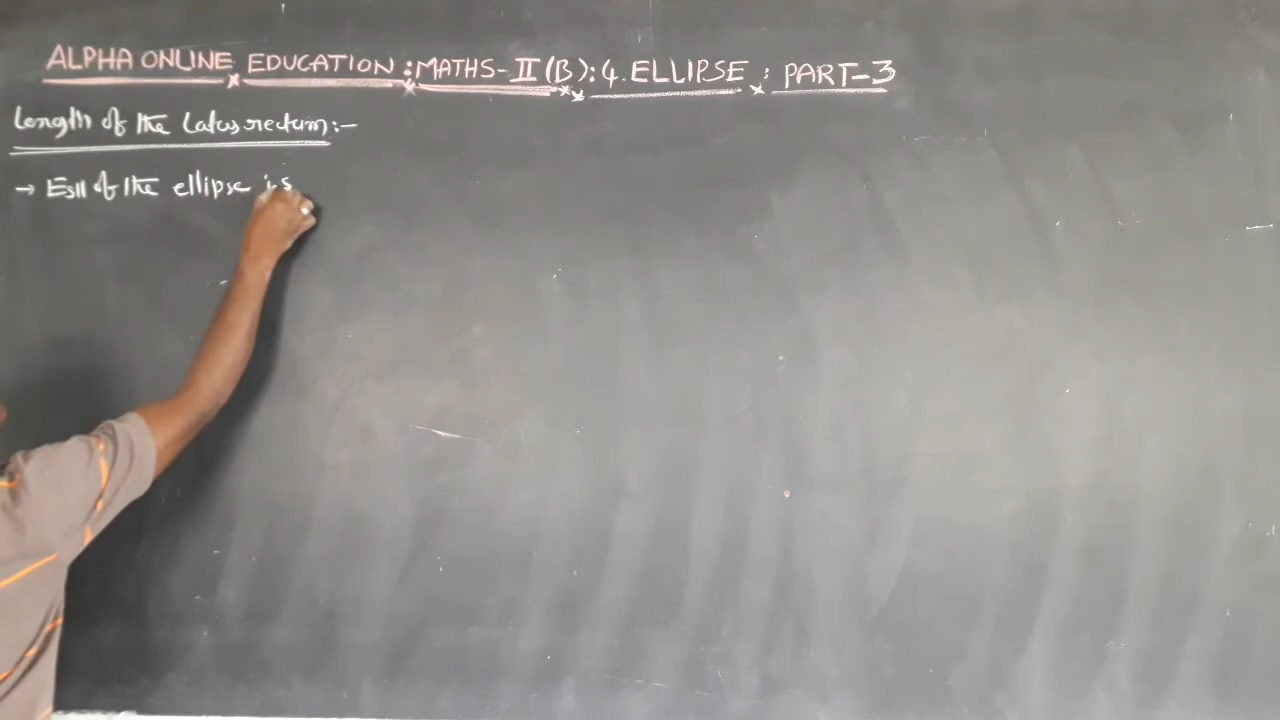 ALPHA ONLINE EDUCATION : MATHS-II(B): 4. ELLIPSE : PART-3
Length of the Latus rectum:-
→ Eqn of the ellipse is